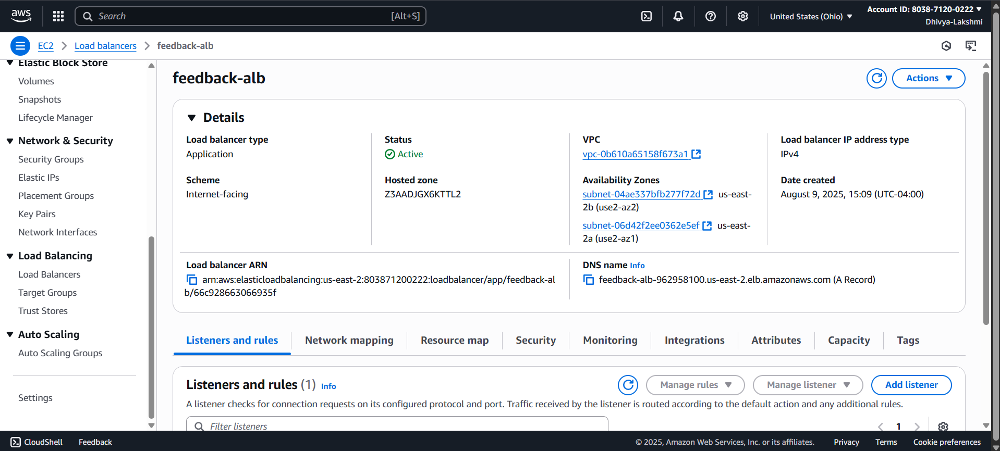 aws
Search
[Alt+S]
United States (Ohio)
Account ID: 8038-7120-0222
Dhivya-Lakshmi
EC2
Load balancers
feedback-alb
Elastic Block Store
Volumes
Snapshots
Lifecycle Manager
Network & Security
Security Groups
Elastic IPs
Placement Groups
Key Pairs
Network Interfaces
Load Balancing
Load Balancers
Target Groups
Trust Stores
Auto Scaling
Auto Scaling Groups
Settings
feedback-alb
Actions
Details
Load balancer type
Application
Status
Active
VPC
vpc-0b610a65158f673a1
Load balancer IP address type
IPv4
Scheme
Internet-facing
Hosted zone
Z3AADJGX6KTTL2
Availability Zones
subnet-04ae337bfb277f72d us-east-
2b (use2-az2)
subnet-06d42f2ee0362e5ef us-east-
2a (use2-az1)
Date created
August 9, 2025, 15:09 (UTC-04:00)
Load balancer ARN
arn:aws:elasticloadbalancing:us-east-2:803871200222:loadbalancer/app/feedback-al
b/66c928663066935f
DNS name Info
feedback-alb-962958100.us-east-2.elb.amazonaws.com (A Record)
Listeners and rules
Network mapping
Resource map
Security
Monitoring
Integrations
Attributes
Capacity
Tags
Listeners and rules (1) Info
Manage rules
Manage listener
Add listener
A listener checks for connection requests on its configured protocol and port. Traffic received by the listener is routed according to the default action and any additional rules.
Filter listeners
1
CloudShell
Feedback
© 2025, Amazon Web Services, Inc. or its affiliates.
Privacy
Terms
Cookie preferences